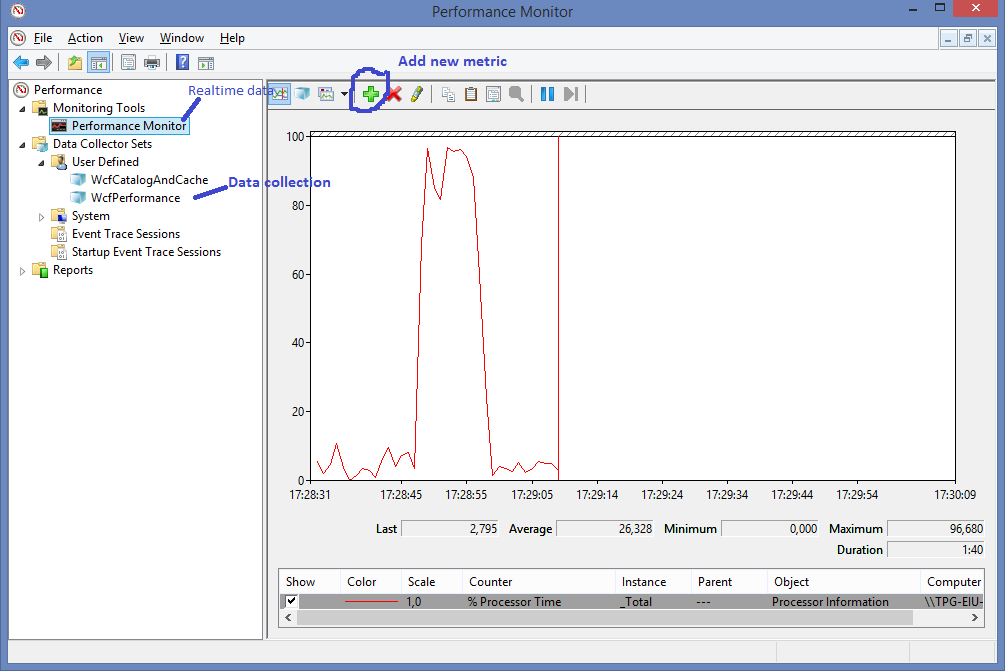 Performance Monitor
File Action View Window Help
Add new metric
Performance
Realtime data
Monitoring Tools
Performance Monitor
Data Collector Sets
User Defined
WcfCatalogAndCache
WcfPerformance
Data collection
System
Event Trace Sessions
Startup Event Trace Sessions
Reports
100
80
60
40
20
0
17:28:31 17:28:45 17:28:55 17:29:05 17:29:14 17:29:24 17:29:34 17:29:44 17:29:54 17:30:09
Last 2,795 Average 26,328 Minimum 0,000 Maximum 96,680
Duration 1:40
Show Color Scale Counter Instance Parent Object Computer
1,0 % Processor Time _Total --- Processor Information \\TPG-EIU-